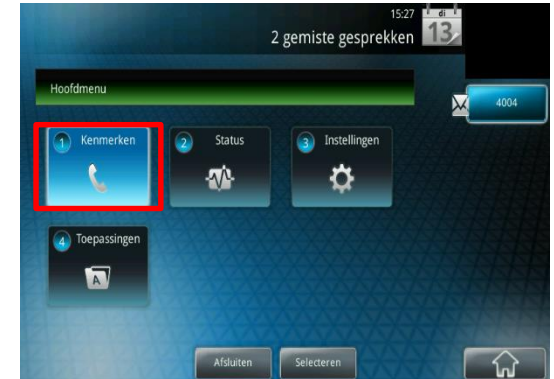 15:27
di
13
2 gemiste gesprekken
Hoofdmenu
4004
1 Kenmerken
2 Status
3 Instellingen
4 Toepassingen
A
Afsluiten
Selecteren